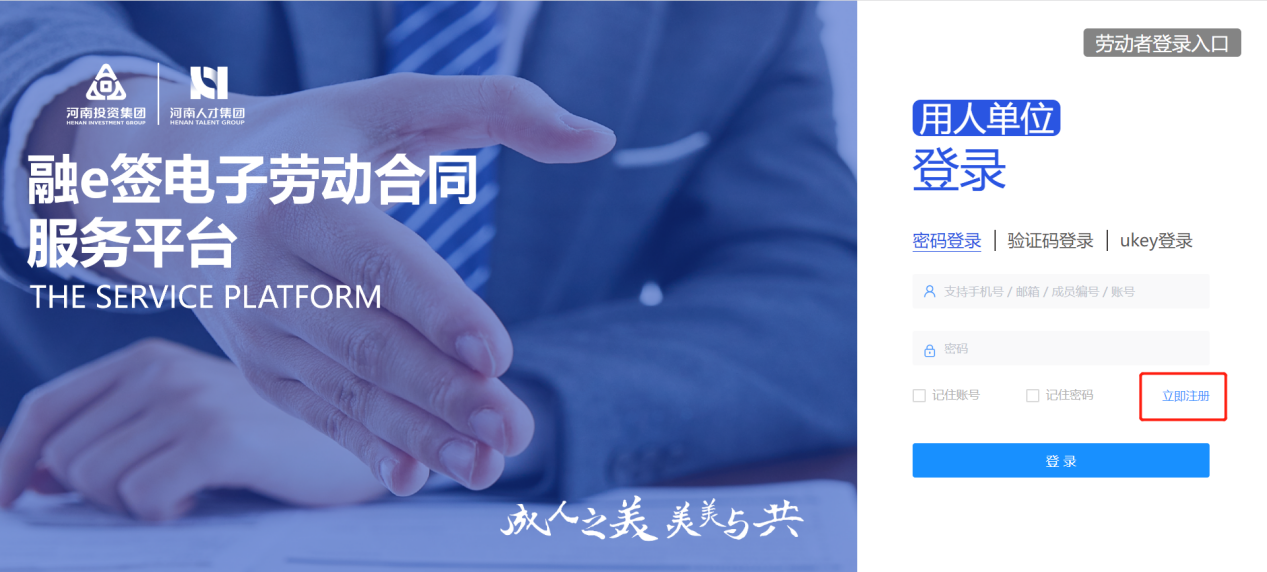 河南投资集团
HENAN INVESTMENT GROUP
河南人才集团
HENAN TALENT GROUP
融e签电子劳动合同
服务平台
THE SERVICE PLATFORM
成人之美 美美与共
劳动者登录入口
用人单位
登录
密码登录 | 验证码登录 | ukey登录
支持手机号 / 邮箱 / 成员编号 / 账号
密码
记住账号 记住密码 立即注册
登 录